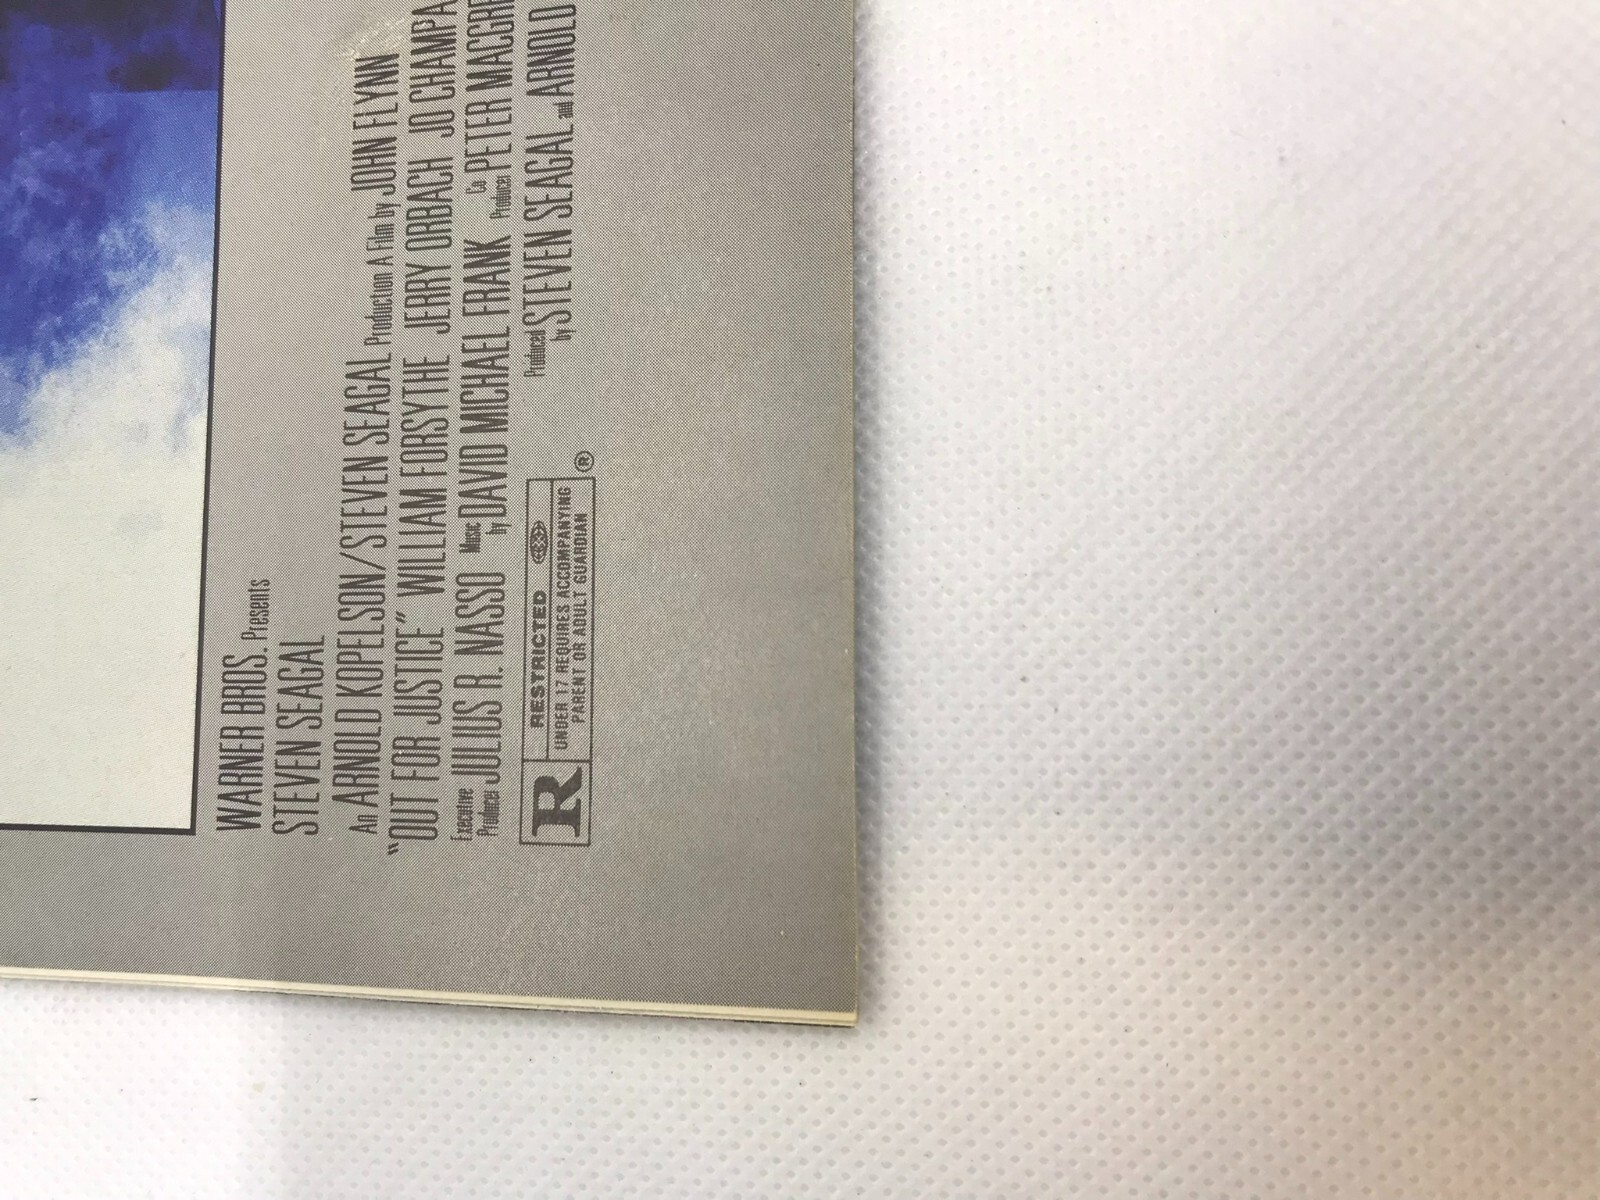 WARNER BROS. Presents
STEVEN SEAGAL
An ARNOLD KOPELSON/STEVEN SEAGAL Production A Film by JOHN FLYNN
"OUT FOR JUSTICE" WILLIAM FORSYTHE JERRY ORBACH JO CHAMPA
Executive Producer JULIUS R. NASSO Music by DAVID MICHAEL FRANK Co Producer PETER MACGRE
Produced by STEVEN SEAGAL and ARNOLD
R RESTRICTED ®
UNDER 17 REQUIRES ACCOMPANYING
PARENT OR ADULT GUARDIAN